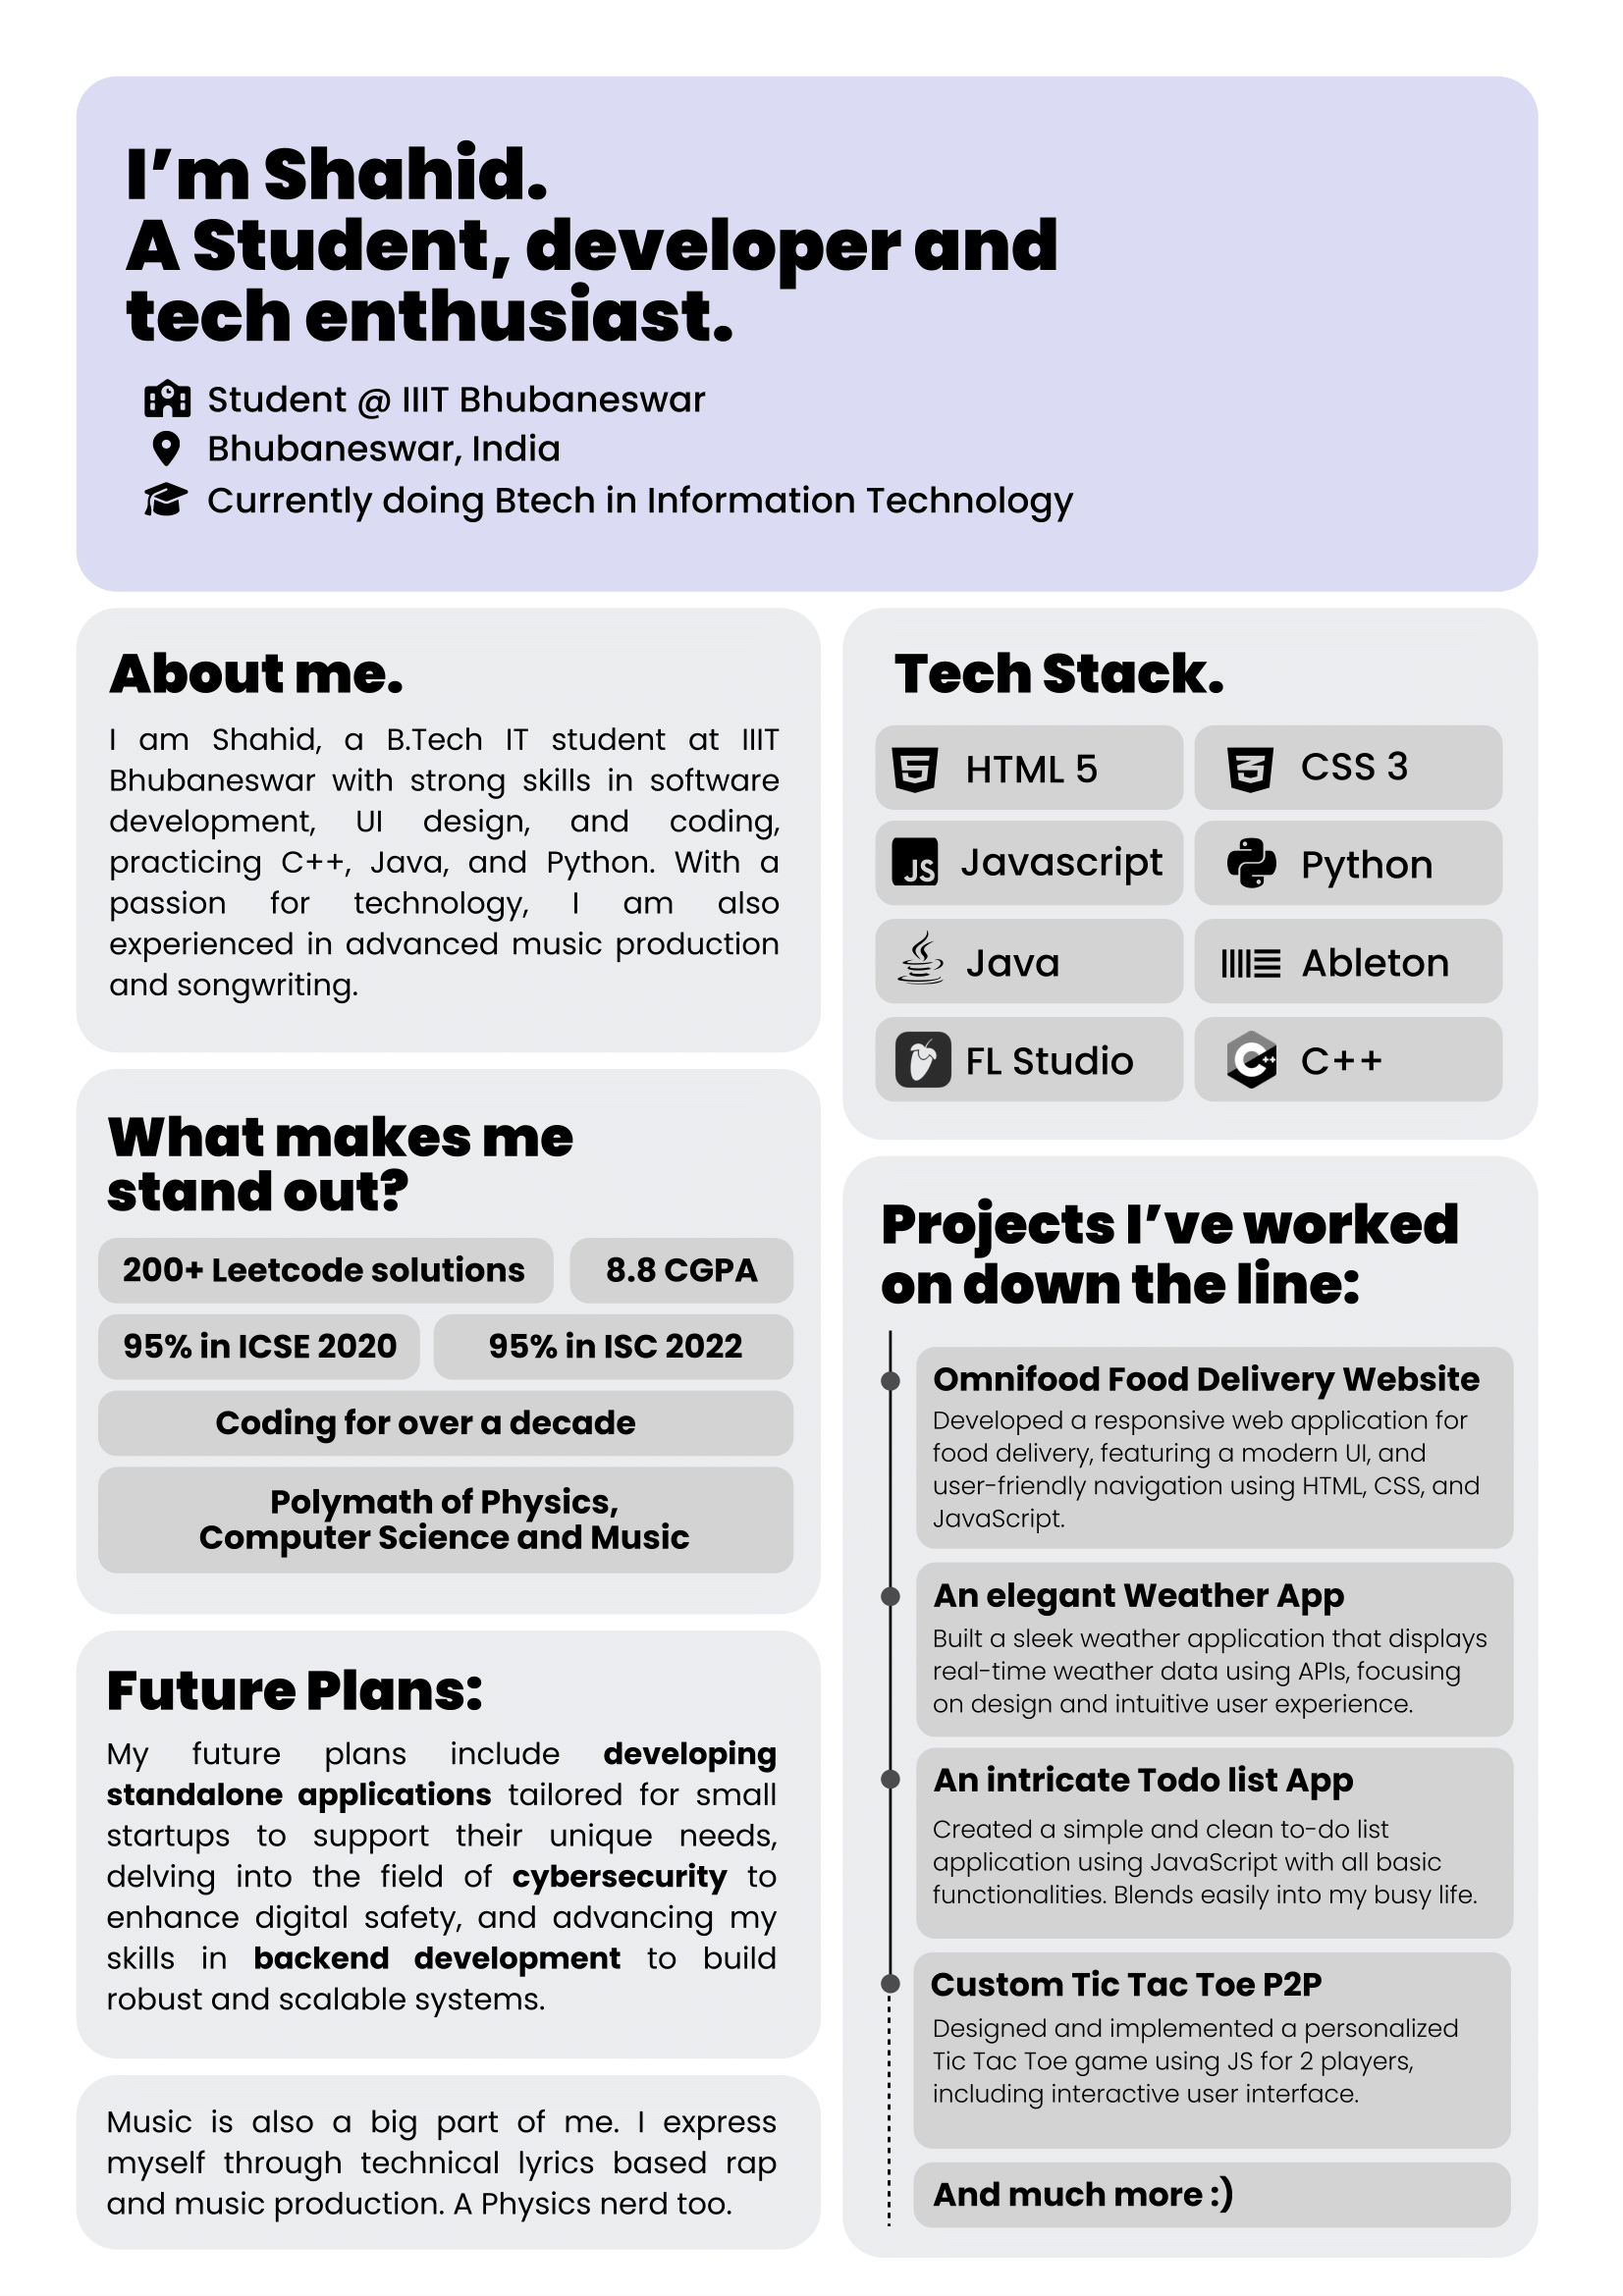 I’m Shahid.
A Student, developer and
tech enthusiast.
Student @ IIIT Bhubaneswar
Bhubaneswar, India
Currently doing Btech in Information Technology
About me.
I am Shahid, a B.Tech IT student at IIIT
Bhubaneswar with strong skills in software
development, UI design, and coding,
practicing C++, Java, and Python. With a
passion for technology, I am also
experienced in advanced music production
and songwriting.
What makes me
stand out?
200+ Leetcode solutions
8.8 CGPA
95% in ICSE 2020
95% in ISC 2022
Coding for over a decade
Polymath of Physics,
Computer Science and Music
Future Plans:
My future plans include developing
standalone applications tailored for small
startups to support their unique needs,
delving into the field of cybersecurity to
enhance digital safety, and advancing my
skills in backend development to build
robust and scalable systems.
Music is also a big part of me. I express
myself through technical lyrics based rap
and music production. A Physics nerd too.
Tech Stack.
HTML 5
CSS 3
JS Javascript
Python
Java
Ableton
FL Studio
C++ C++
Projects I’ve worked
on down the line:
Omnifood Food Delivery Website
Developed a responsive web application for
food delivery, featuring a modern UI, and
user-friendly navigation using HTML, CSS, and
JavaScript.
An elegant Weather App
Built a sleek weather application that displays
real-time weather data using APIs, focusing
on design and intuitive user experience.
An intricate Todo list App
Created a simple and clean to-do list
application using JavaScript with all basic
functionalities. Blends easily into my busy life.
Custom Tic Tac Toe P2P
Designed and implemented a personalized
Tic Tac Toe game using JS for 2 players,
including interactive user interface.
And much more :)